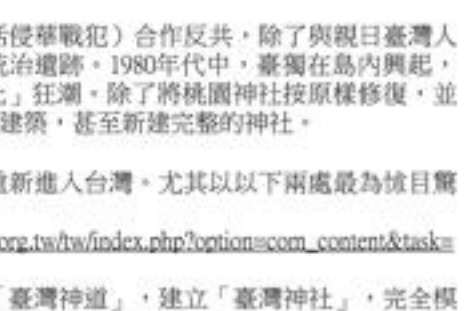 侵華戰犯）合作反共，除了與親日臺灣人
統治遺跡。1980年代中，臺獨在島內興起，
」狂潮。除了將桃園神社按原樣修復，並
建築，甚至新建完整的神社。
重新進入台灣。尤其以以下兩處最為怵目驚
org.tw/tw/index.php?option=com_content&task=
「臺灣神道」，建立「臺灣神社」，完全模